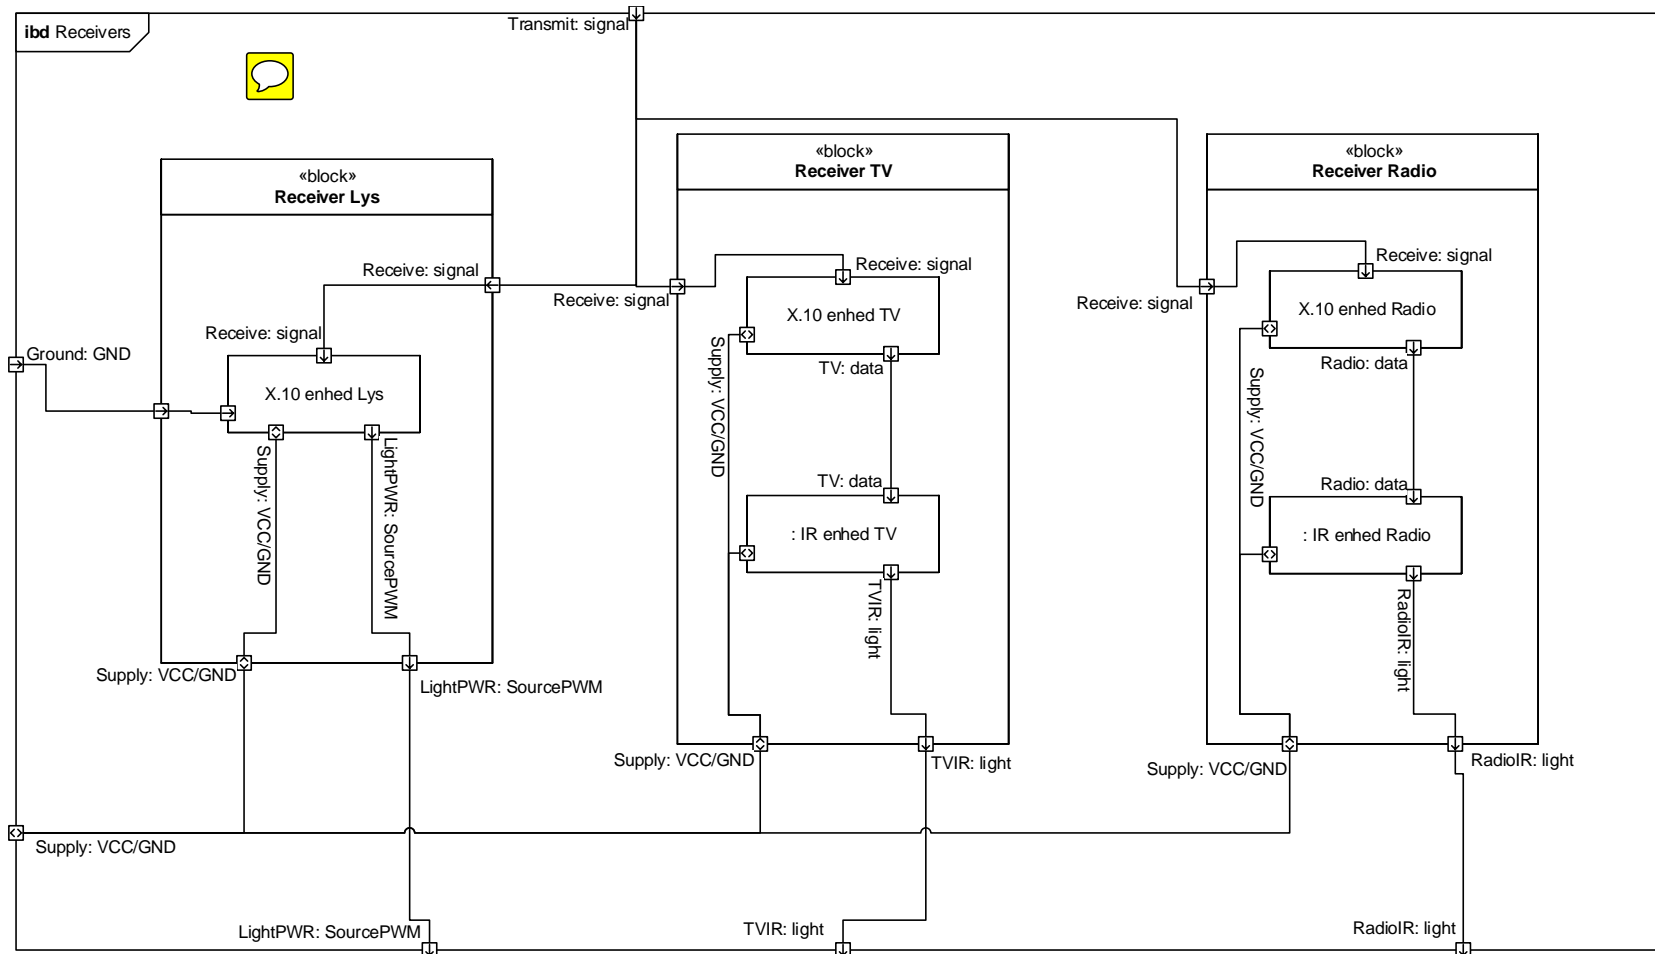 ibd Receivers
Transmit: signal
«block»
Receiver Lys
Receive: signal
Receive: signal
Ground: GND
X.10 enhed Lys
Supply: VCC/GND
LightPWR: SourcePWM
Supply: VCC/GND
LightPWR: SourcePWM
«block»
Receiver TV
Receive: signal
Receive: signal
X.10 enhed TV
Supply: VCC/GND
TV: data
TV: data
: IR enhed TV
TVIR: light
Supply: VCC/GND
TVIR: light
«block»
Receiver Radio
Receive: signal
Receive: signal
X.10 enhed Radio
Supply: VCC/GND
Radio: data
Radio: data
: IR enhed Radio
RadioIR: light
Supply: VCC/GND
RadioIR: light
Supply: VCC/GND
LightPWR: SourcePWM
TVIR: light
RadioIR: light